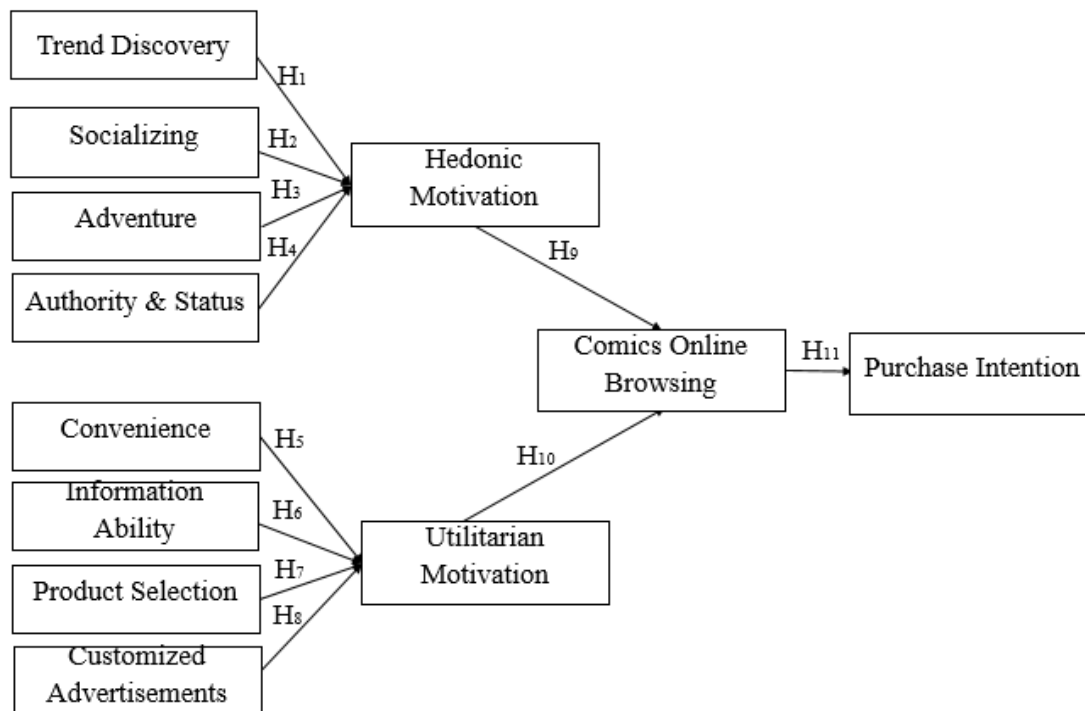 Trend Discovery
H1
Socializing
H2
Hedonic
Motivation
H3
Adventure
H4
Authority & Status
H9
Comics Online
Browsing
H11
Purchase Intention
Convenience
H5
H10
Information
Ability
H6
Utilitarian
Motivation
H7
Product Selection
H8
Customized
Advertisements